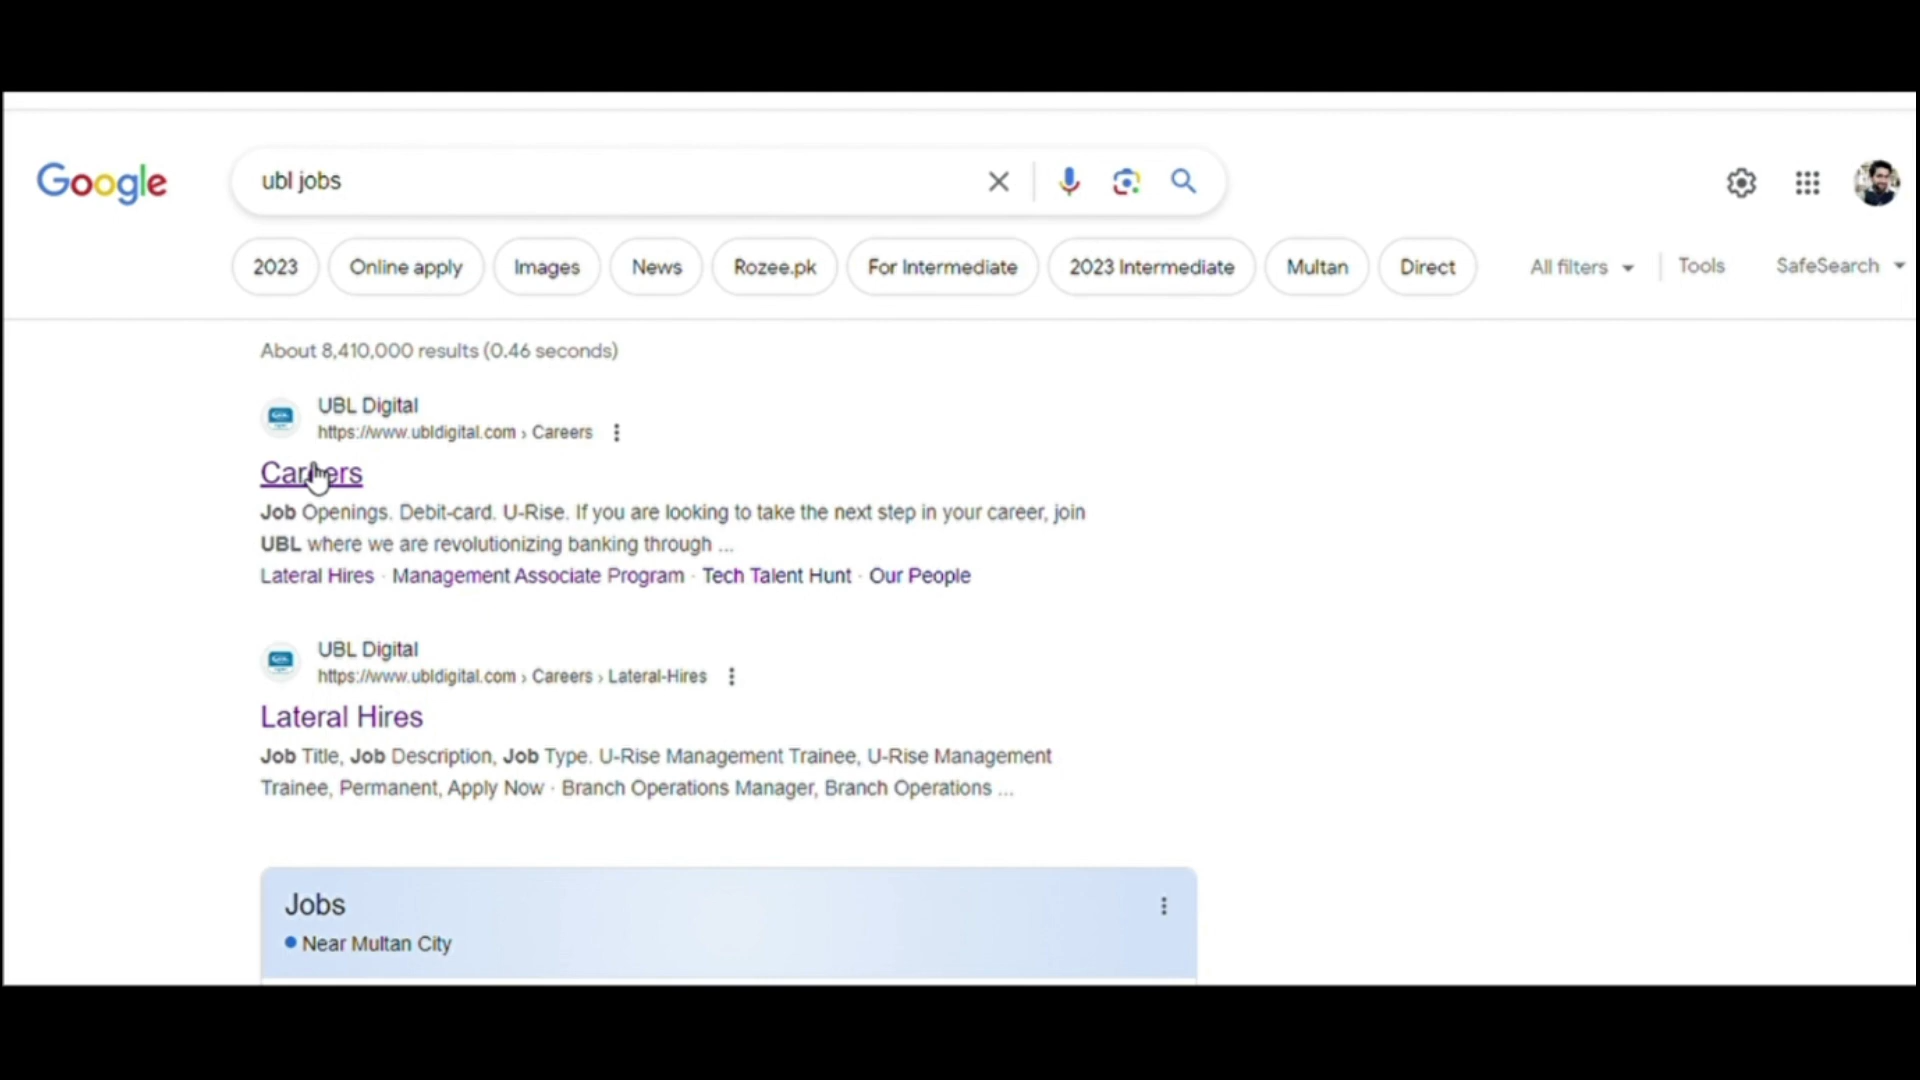 Google
ubl jobs
2023
Online apply
Images
News
Rozee.pk
For Intermediate
2023 Intermediate
Multan
Direct
All filters
Tools
SafeSearch
About 8,410,000 results (0.46 seconds)
UBL Digital
https://www.ubldigital.com › Careers
Careers
Job Openings. Debit-card. U-Rise. If you are looking to take the next step in your career, join
UBL where we are revolutionizing banking through ...
Lateral Hires · Management Associate Program · Tech Talent Hunt · Our People
UBL Digital
https://www.ubldigital.com › Careers › Lateral-Hires
Lateral Hires
Job Title, Job Description, Job Type. U-Rise Management Trainee, U-Rise Management
Trainee, Permanent, Apply Now · Branch Operations Manager, Branch Operations ...
Jobs
Near Multan City